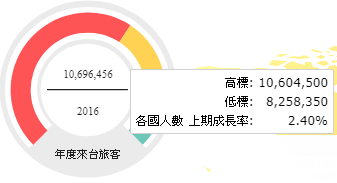 10,696,456
2016
年度來台旅客
高標: 10,604,500
低標: 8,258,350
各國人數 上期成長率: 2.40%